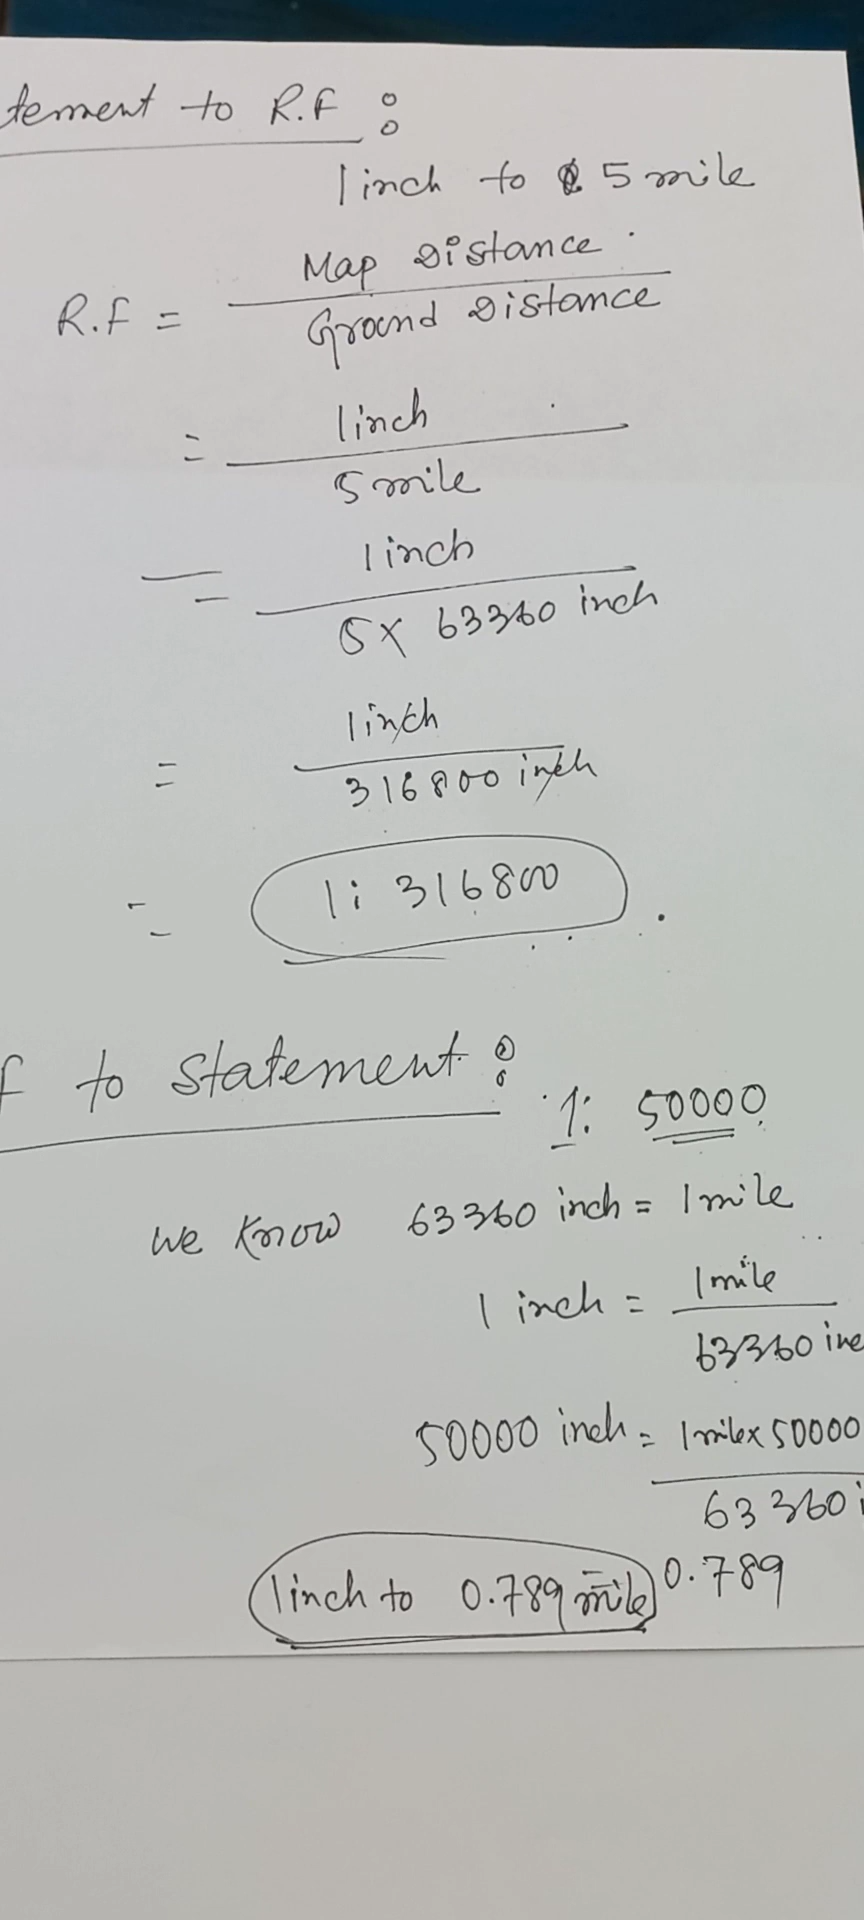 tement to R.F :
1 inch to 5 mile
R.F = Map Distance / Ground Distance
= 1 inch / 5 mile
= 1 inch / 5 x 63360 inch
= 1 inch / 316800 inch
= 1: 316800
f to statement :
1: 50000
we know 63360 inch = 1 mile
1 inch = 1 mile / 63360 inc
50000 inch = 1 mile x 50000 / 63360 i
0.789
1 inch to 0.789 mile